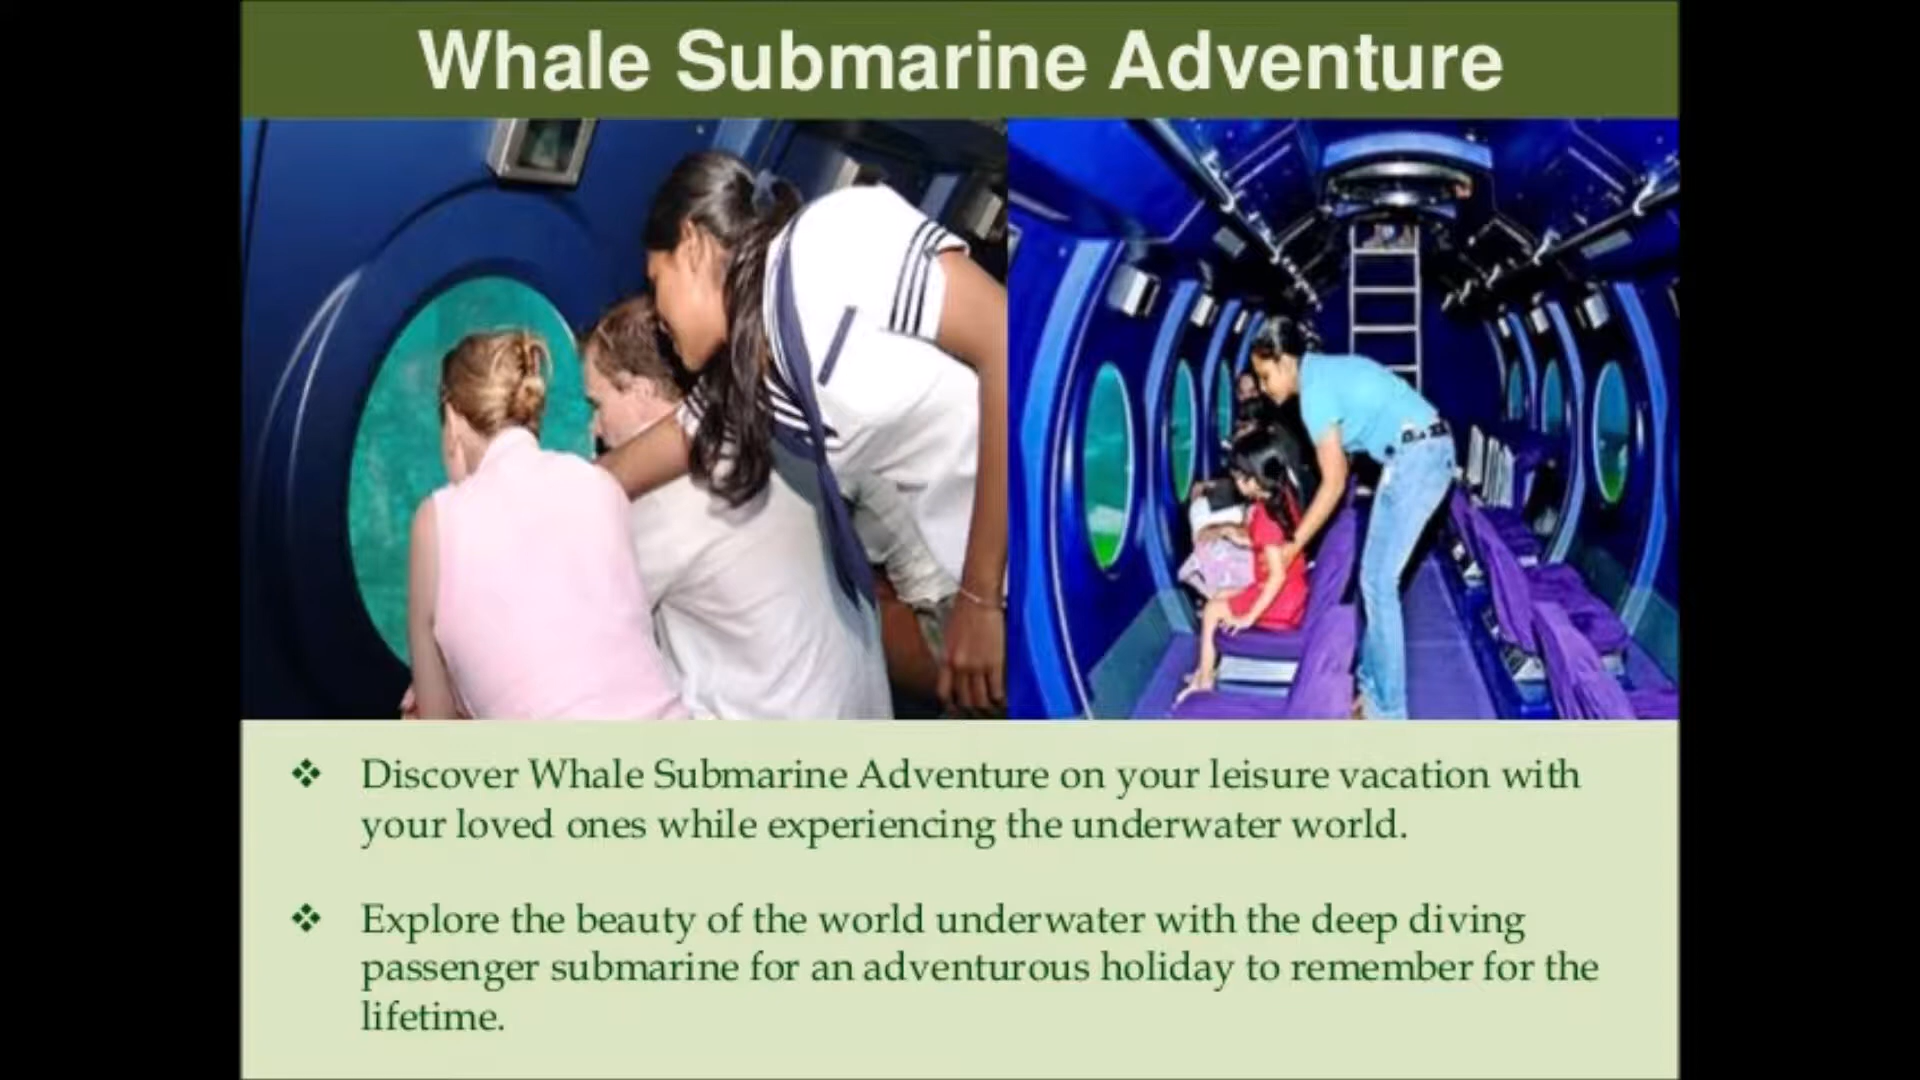 Whale Submarine Adventure
Discover Whale Submarine Adventure on your leisure vacation with
your loved ones while experiencing the underwater world.
Explore the beauty of the world underwater with the deep diving
passenger submarine for an adventurous holiday to remember for the
lifetime.